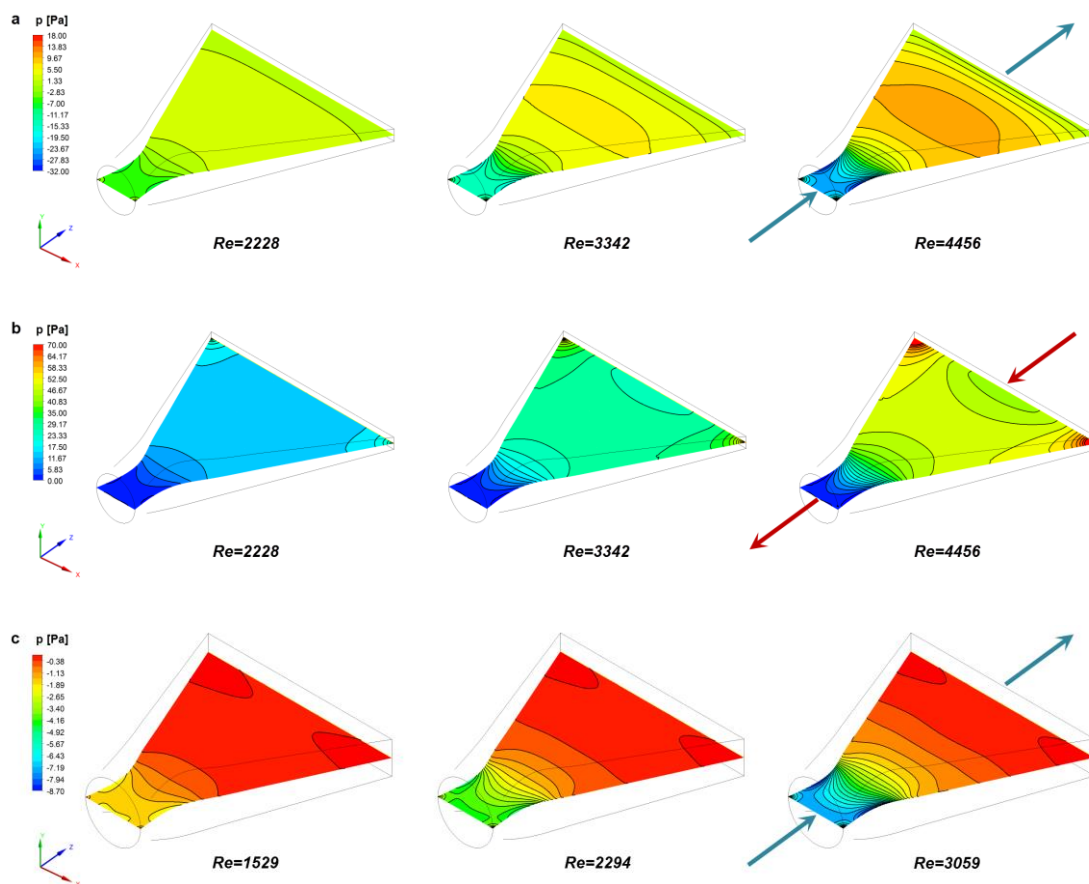 a p [Pa]
18.00
13.83
9.67
5.50
1.33
-2.83
-7.00
-11.17
-15.33
-19.50
-23.67
-27.83
-32.00
Y
Z
X
Re=2228 Re=3342 Re=4456
b p [Pa]
70.00
64.17
58.33
52.50
46.67
40.83
35.00
29.17
23.33
17.50
11.67
5.83
0.00
Y
Z
X
Re=2228 Re=3342 Re=4456
c p [Pa]
-0.38
-1.13
-1.89
-2.65
-3.40
-4.16
-4.92
-5.67
-6.43
-7.19
-7.94
-8.70
Y
Z
X
Re=1529 Re=2294 Re=3059